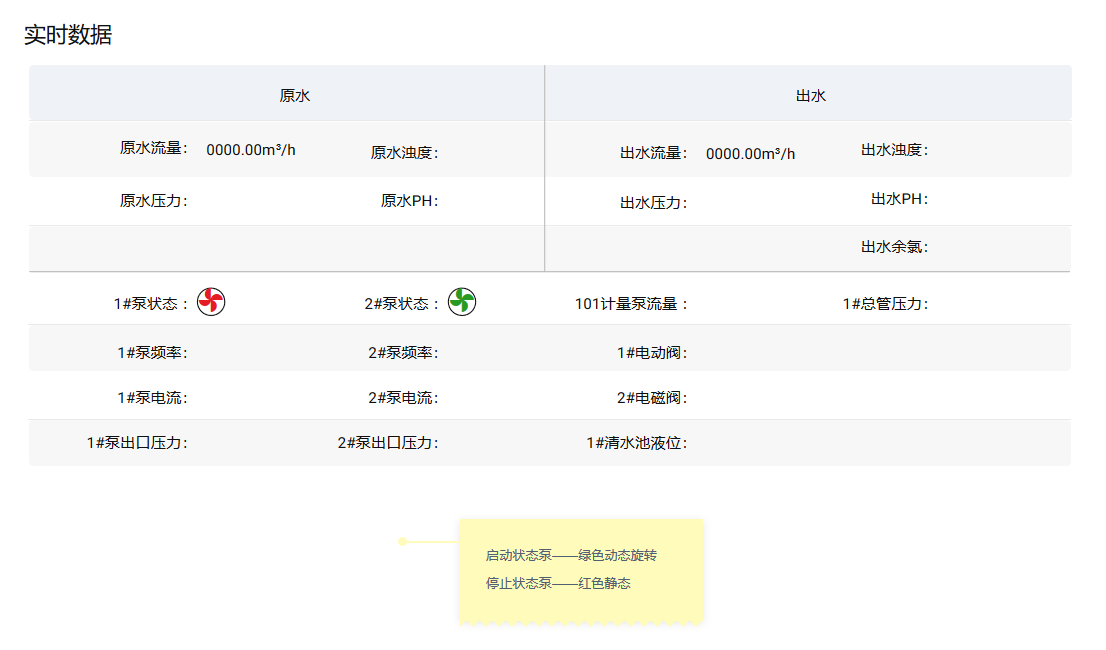 实时数据
原水 出水
原水流量： 0000.00m³/h 原水浊度： 出水流量： 0000.00m³/h 出水浊度：
原水压力： 原水PH： 出水压力： 出水PH：
出水余氯：
1#泵状态 ： 2#泵状态 ： 101计量泵流量 ： 1#总管压力：
1#泵频率： 2#泵频率： 1#电动阀：
1#泵电流： 2#泵电流： 2#电磁阀：
1#泵出口压力： 2#泵出口压力： 1#清水池液位：
启动状态泵——绿色动态旋转
停止状态泵——红色静态